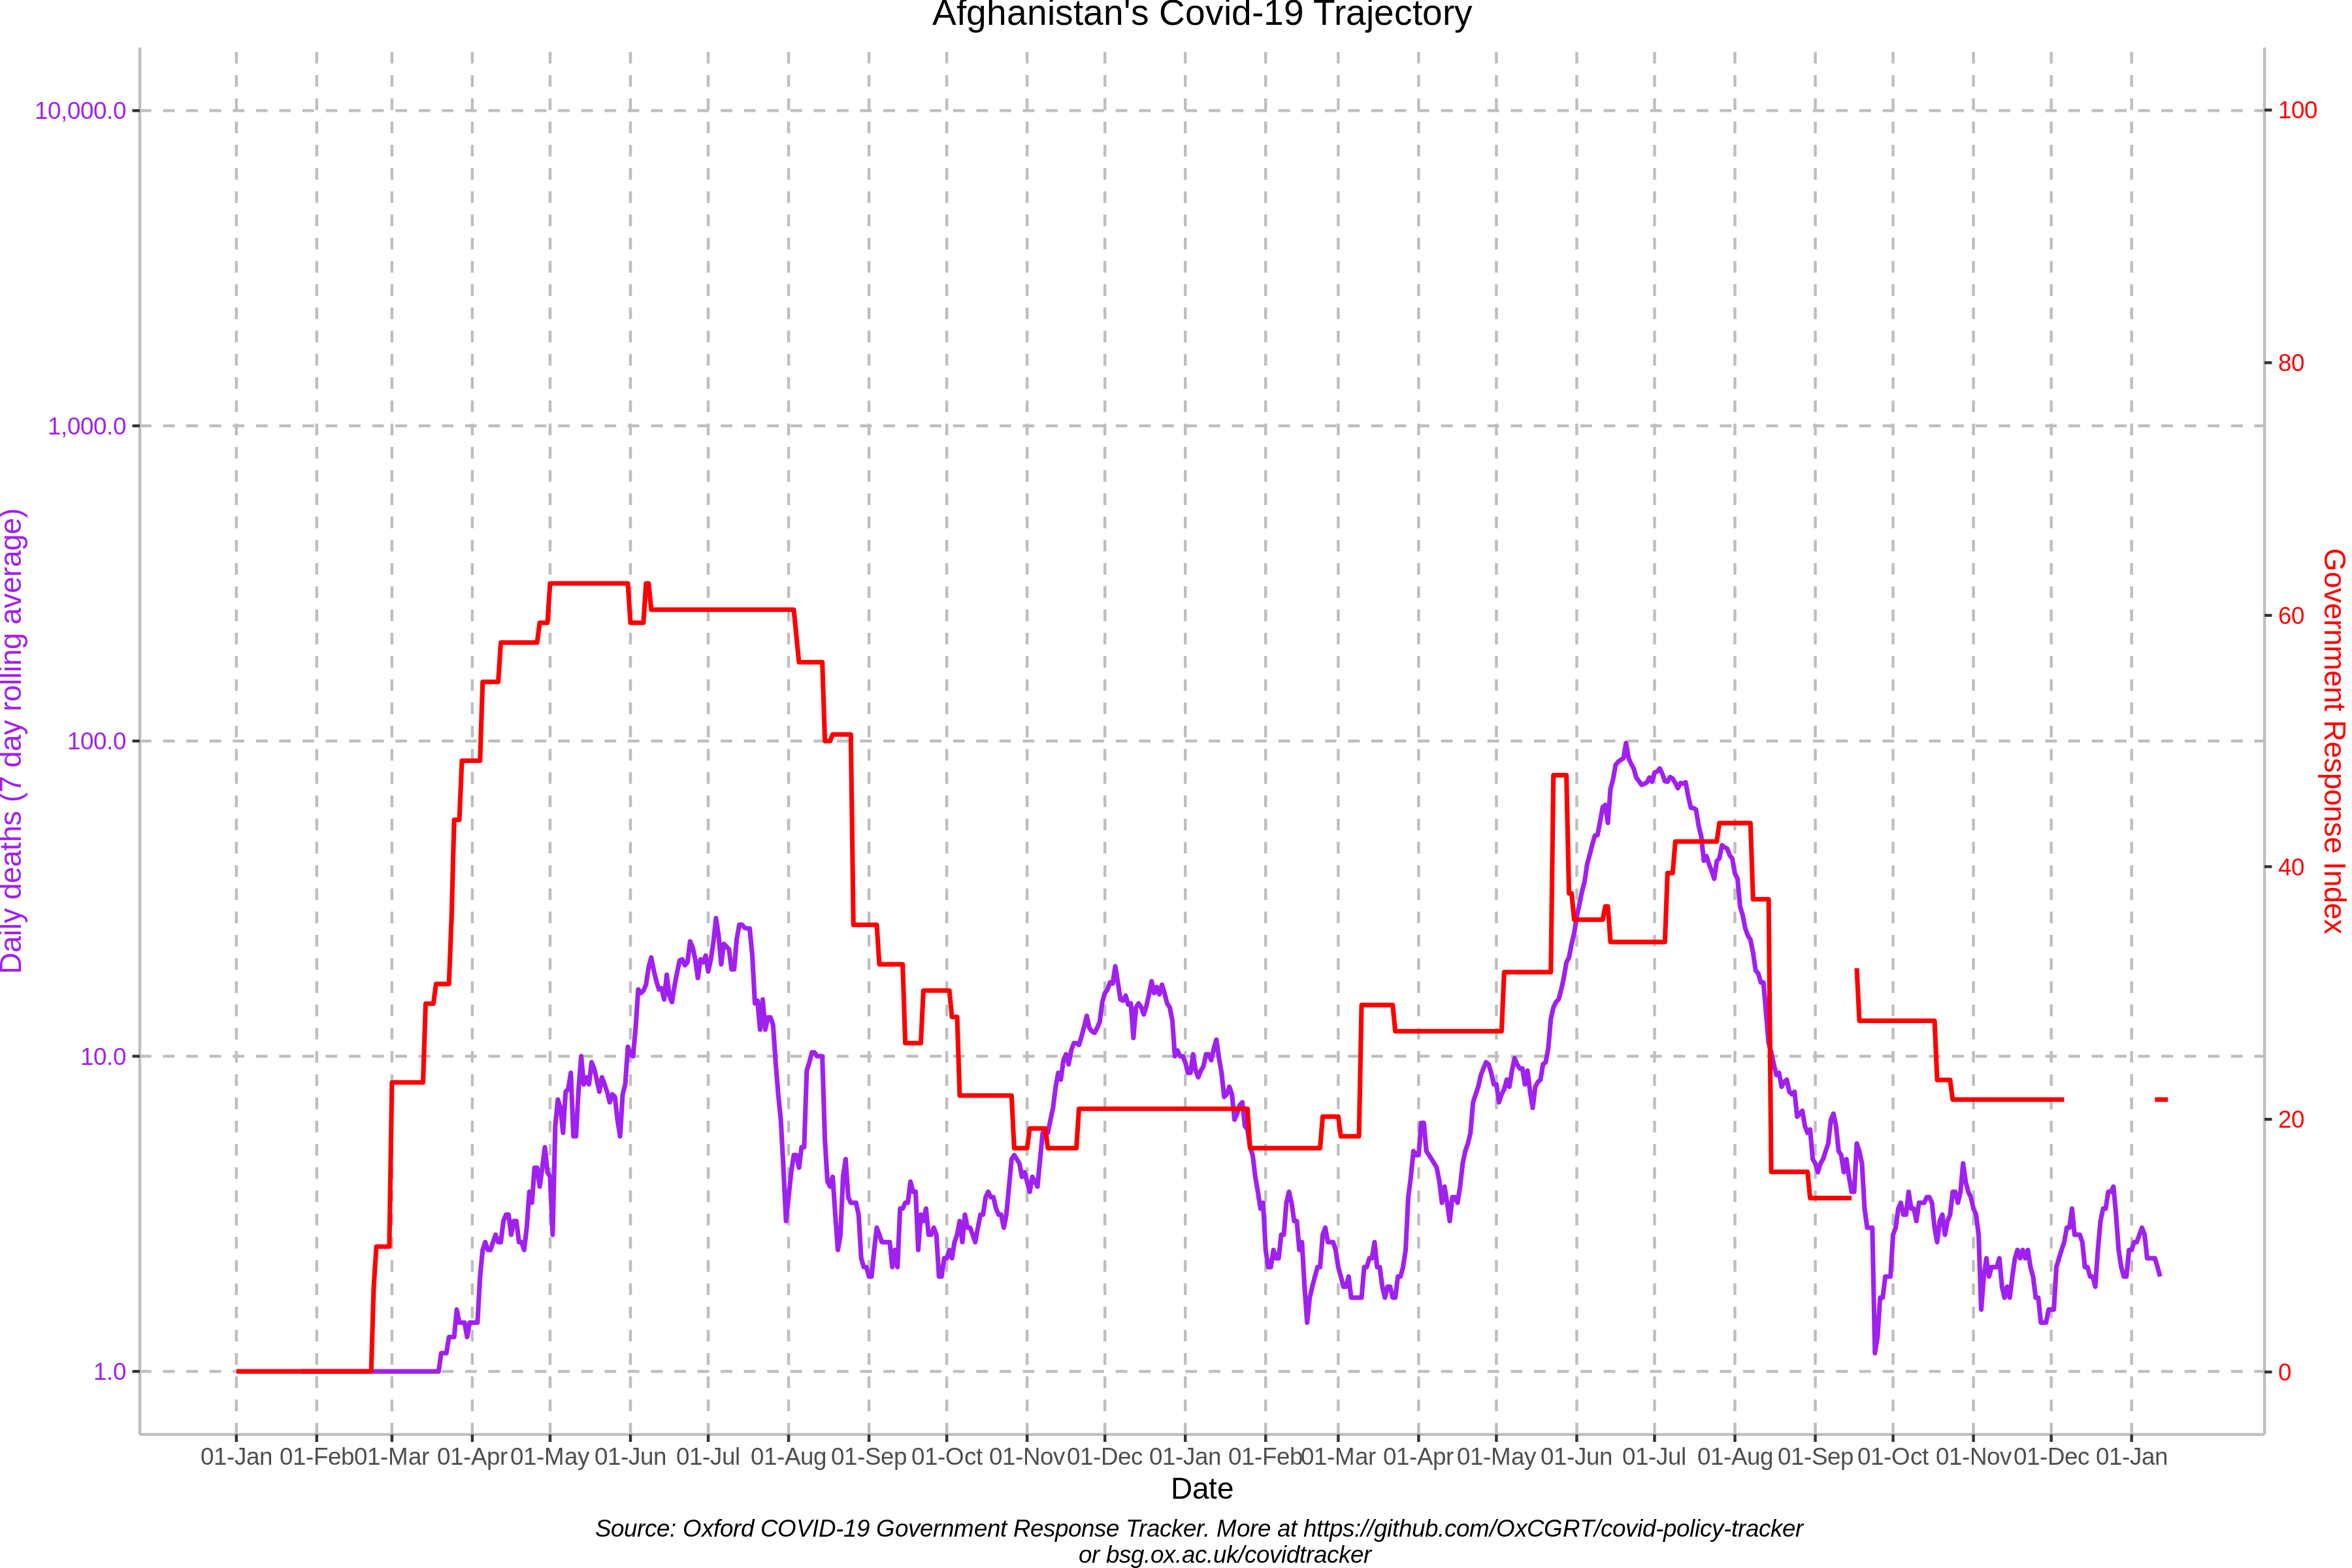 Afghanistan's Covid-19 Trajectory
10,000.0
1,000.0
100.0
10.0
1.0
Daily deaths (7 day rolling average)
100
80
60
40
20
0
Government Response Index
01-Jan 01-Feb 01-Mar 01-Apr 01-May 01-Jun 01-Jul 01-Aug 01-Sep 01-Oct 01-Nov 01-Dec 01-Jan 01-Feb 01-Mar 01-Apr 01-May 01-Jun 01-Jul 01-Aug 01-Sep 01-Oct 01-Nov 01-Dec 01-Jan
Date
Source: Oxford COVID-19 Government Response Tracker. More at https://github.com/OxCGRT/covid-policy-tracker
or bsg.ox.ac.uk/covidtracker